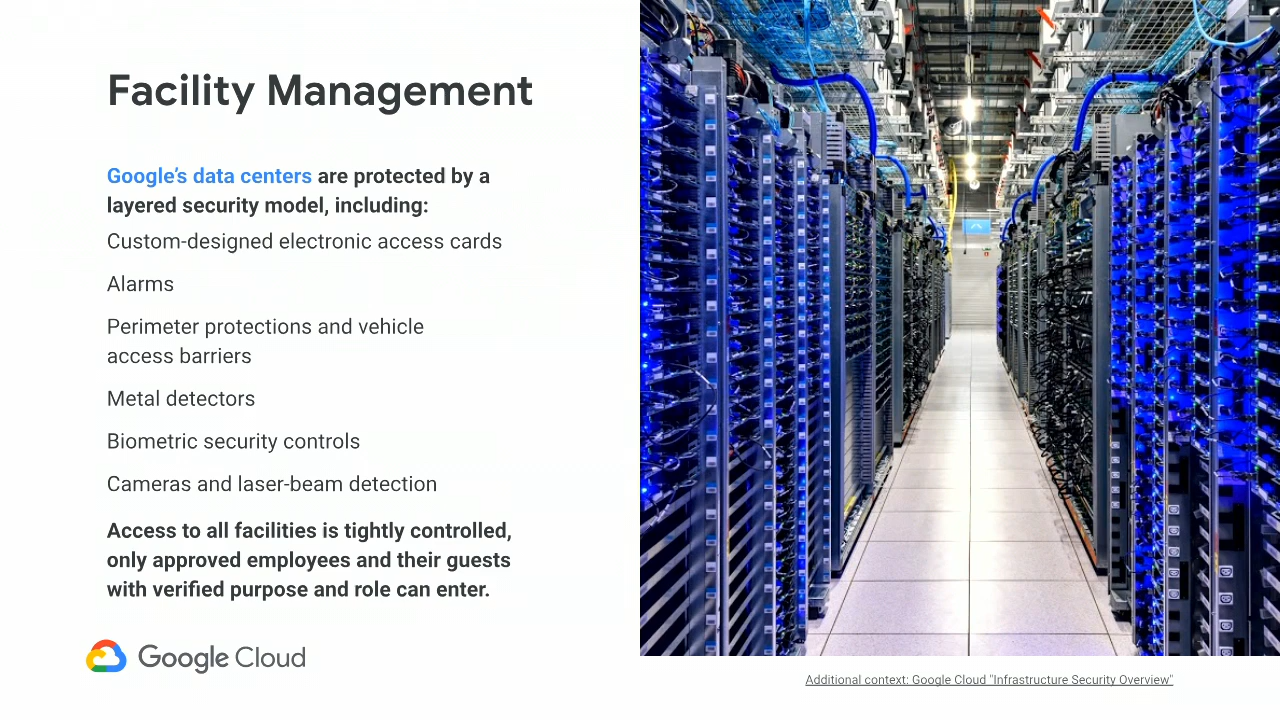 Facility Management
Google’s data centers are protected by a
layered security model, including:
Custom-designed electronic access cards
Alarms
Perimeter protections and vehicle
access barriers
Metal detectors
Biometric security controls
Cameras and laser-beam detection
Access to all facilities is tightly controlled,
only approved employees and their guests
with verified purpose and role can enter.
Google Cloud
Additional context: Google Cloud "Infrastructure Security Overview"